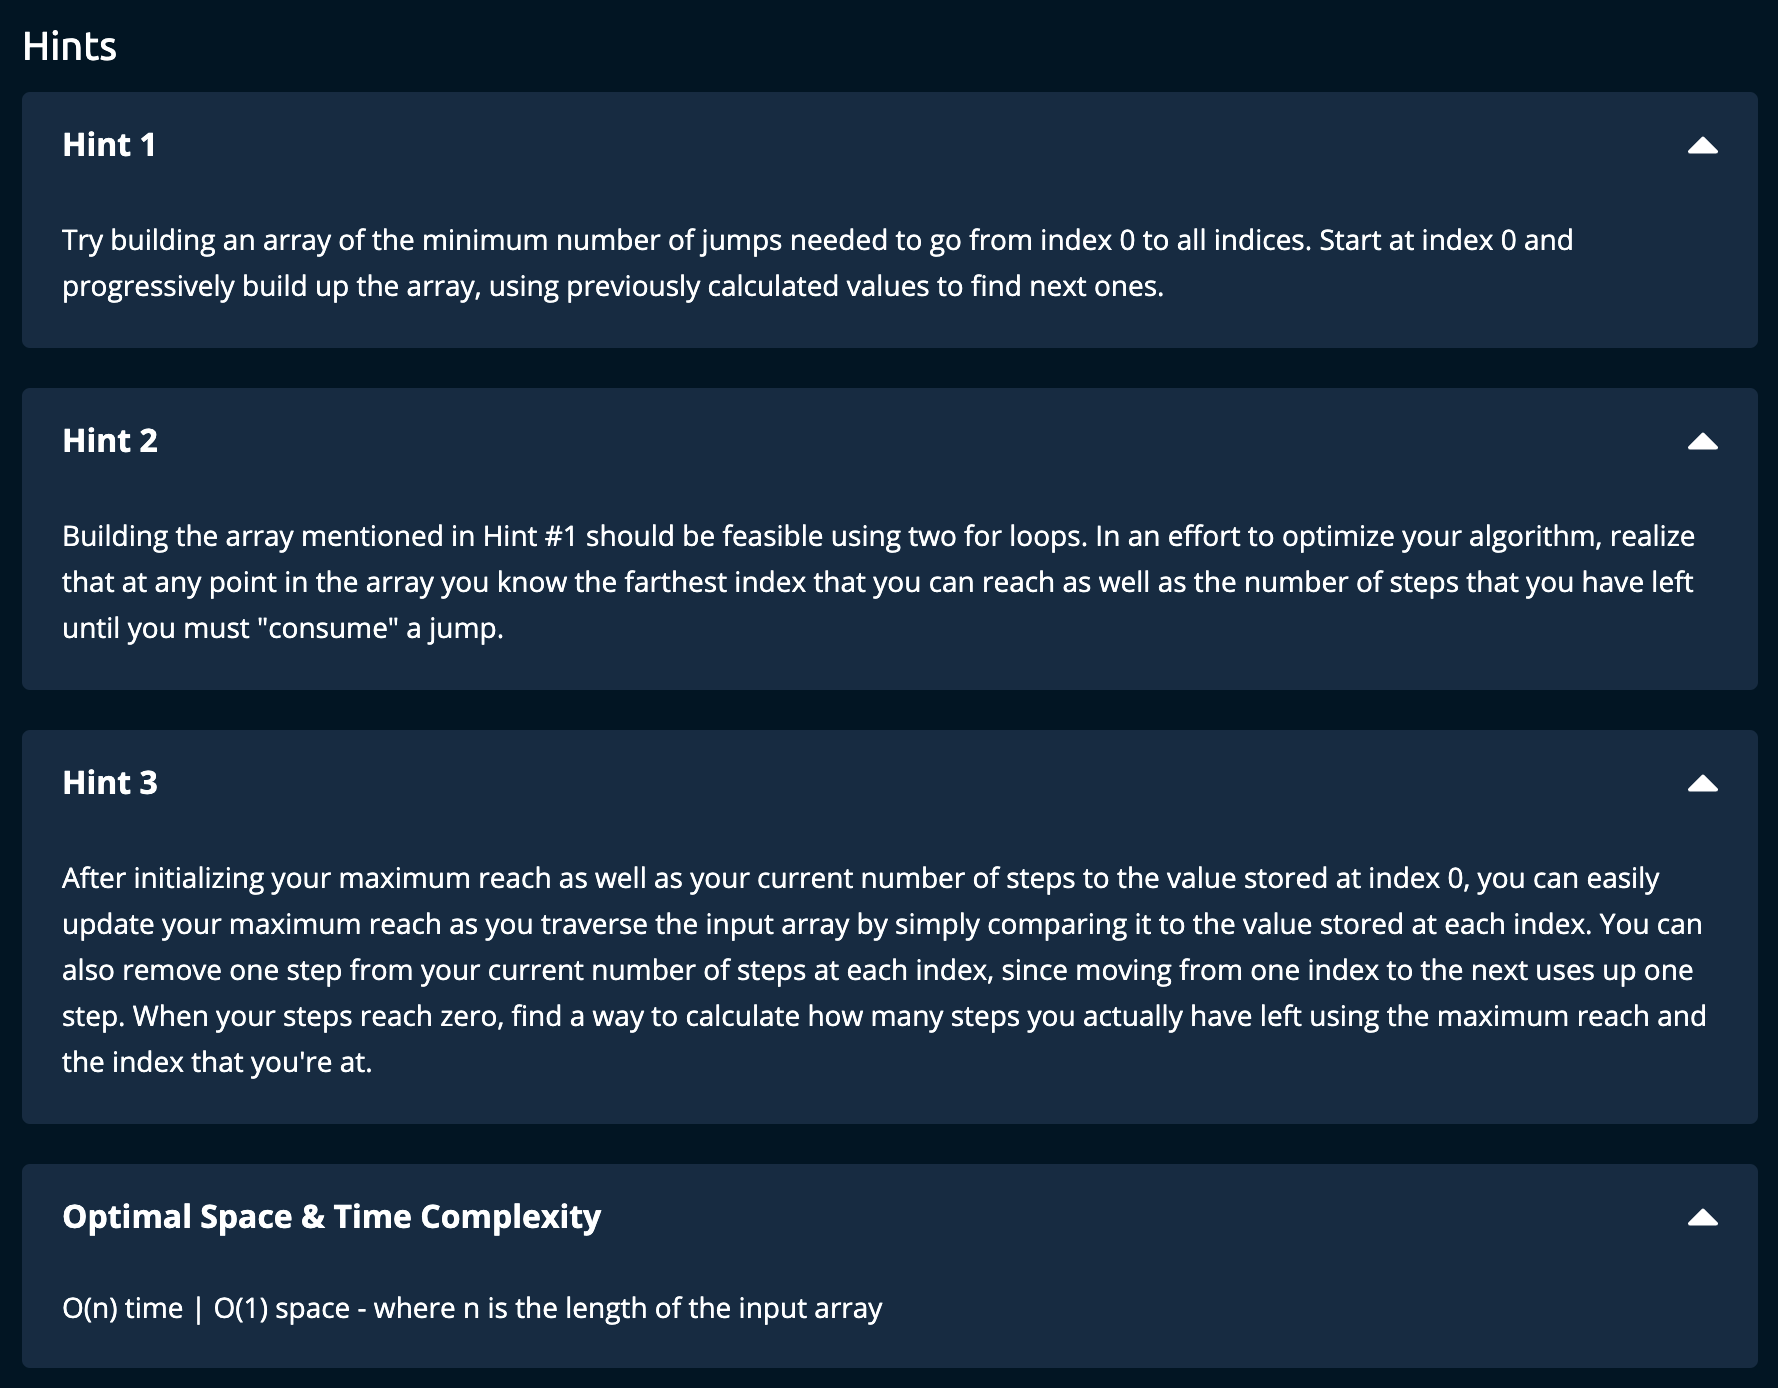 Hints
Hint 1
Try building an array of the minimum number of jumps needed to go from index 0 to all indices. Start at index 0 and
progressively build up the array, using previously calculated values to find next ones.
Hint 2
Building the array mentioned in Hint #1 should be feasible using two for loops. In an effort to optimize your algorithm, realize
that at any point in the array you know the farthest index that you can reach as well as the number of steps that you have left
until you must "consume" a jump.
Hint 3
After initializing your maximum reach as well as your current number of steps to the value stored at index 0, you can easily
update your maximum reach as you traverse the input array by simply comparing it to the value stored at each index. You can
also remove one step from your current number of steps at each index, since moving from one index to the next uses up one
step. When your steps reach zero, find a way to calculate how many steps you actually have left using the maximum reach and
the index that you're at.
Optimal Space & Time Complexity
O(n) time | O(1) space - where n is the length of the input array